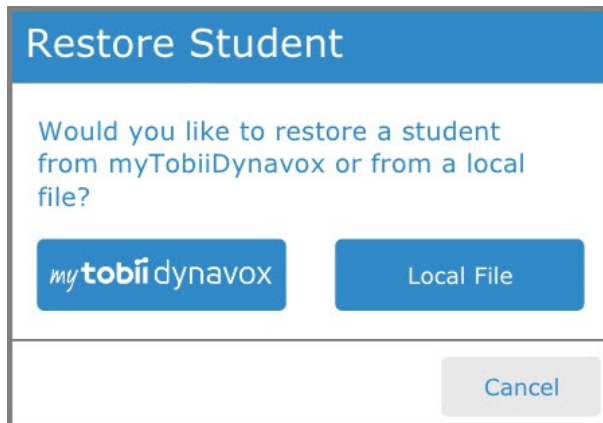 Restore Student
Would you like to restore a student
from myTobiiDynavox or from a local
file?
my tobii dynavox
Local File
Cancel